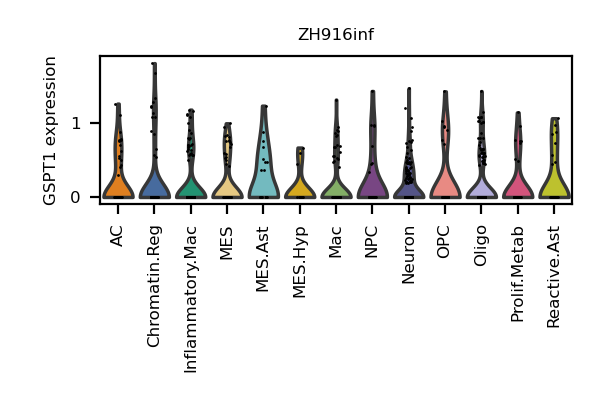 ZH916inf
GSPT1 expression
1
0
AC
Chromatin.Reg
Inflammatory.Mac
MES
MES.Ast
MES.Hyp
Mac
NPC
Neuron
OPC
Oligo
Prolif.Metab
Reactive.Ast